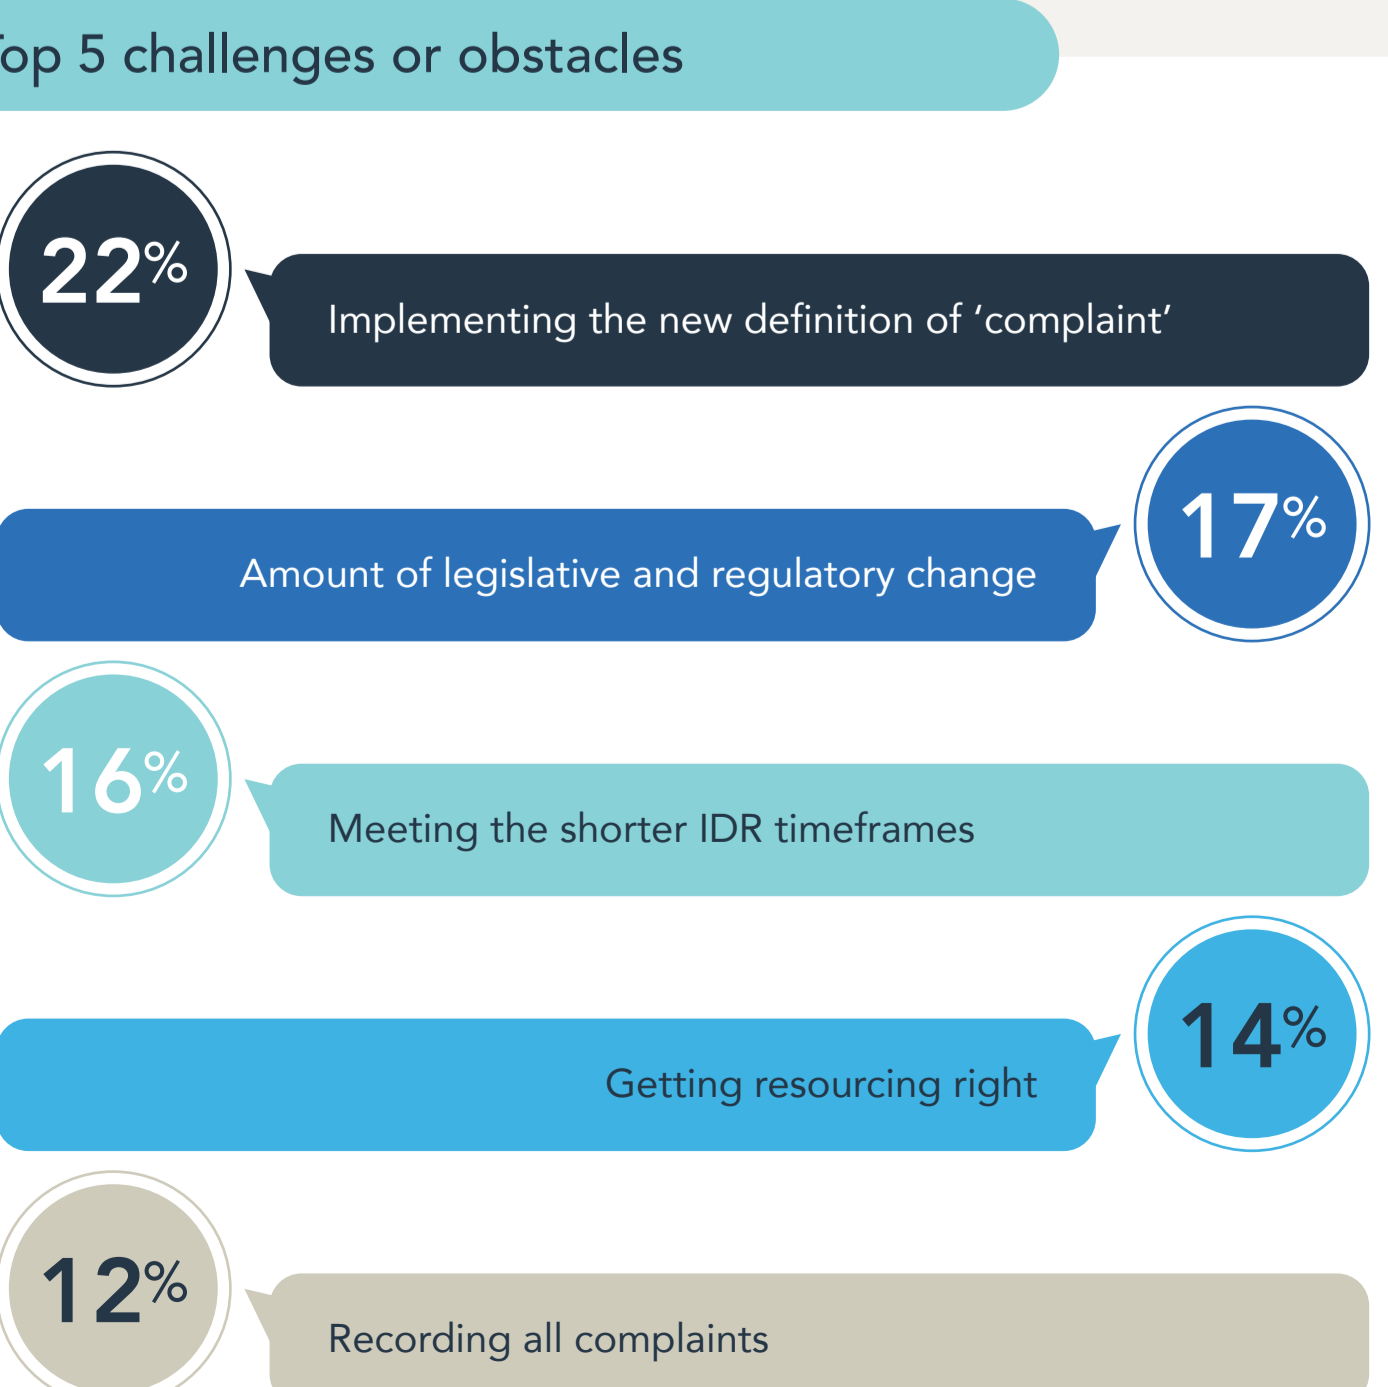 Top 5 challenges or obstacles
22%
Implementing the new definition of ‘complaint’
17%
Amount of legislative and regulatory change
16%
Meeting the shorter IDR timeframes
14%
Getting resourcing right
12%
Recording all complaints